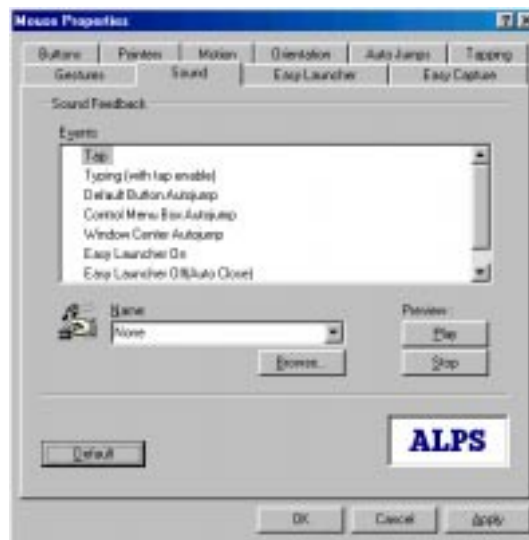 Mouse Properties
Buttons Pointers Motion Orientation Auto Jumps Tapping
Gestures Sound Easy Launcher Easy Capture
Sound Feedback
Events
Tap
Typing (with tap enable)
Default Button Autojump
Control Menu Box Autojump
Window Center Autojump
Easy Launcher On
Easy Launcher Off(Auto Close)
Name
Preview :
None
Play
Browse...
Stop
Default
ALPS
OK Cancel Apply